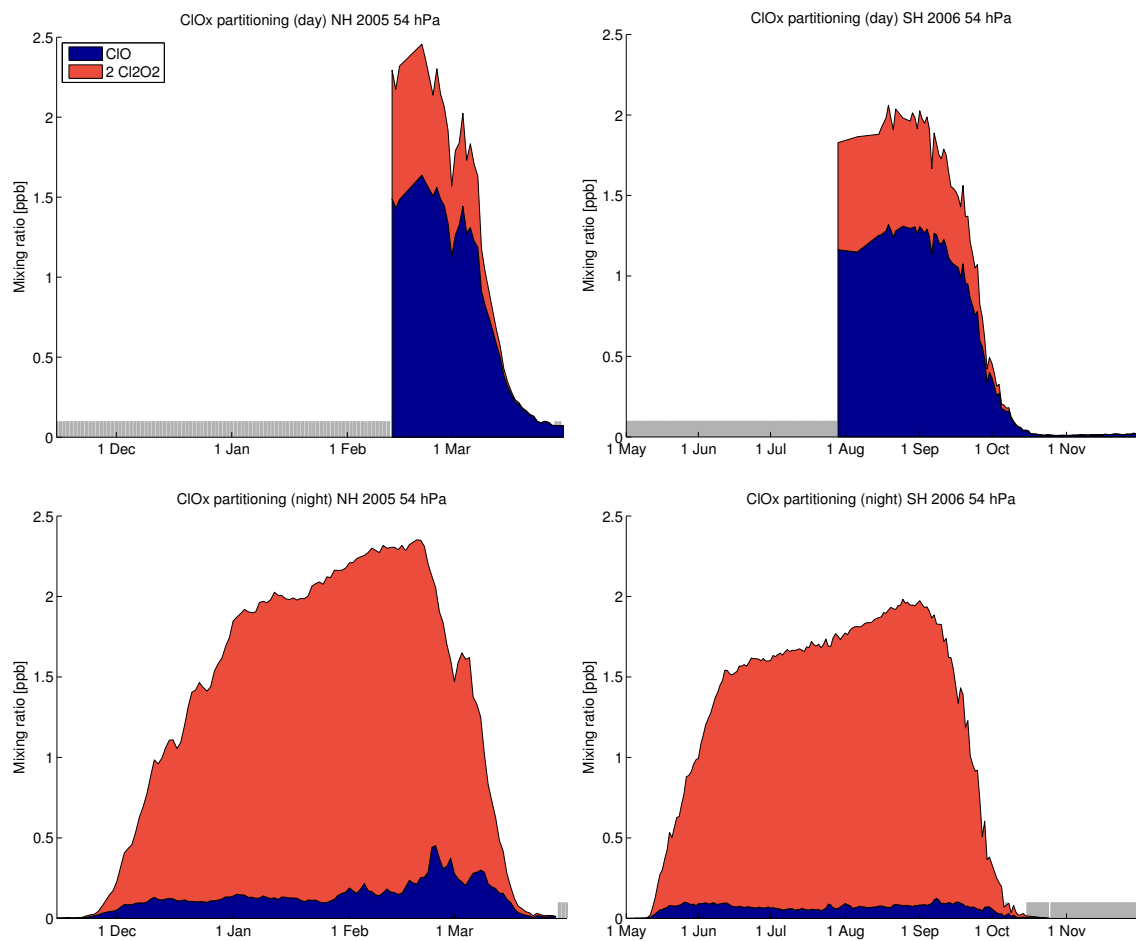 ClOx partitioning (day) NH 2005 54 hPa
2.5
2
1.5
1
0.5
0
Mixing ratio [ppb]
ClO
2 Cl2O2
1 Dec 1 Jan 1 Feb 1 Mar
ClOx partitioning (day) SH 2006 54 hPa
2.5
2
1.5
1
0.5
0
Mixing ratio [ppb]
1 May 1 Jun 1 Jul 1 Aug 1 Sep 1 Oct 1 Nov
ClOx partitioning (night) NH 2005 54 hPa
2.5
2
1.5
1
0.5
0
Mixing ratio [ppb]
1 Dec 1 Jan 1 Feb 1 Mar
ClOx partitioning (night) SH 2006 54 hPa
2.5
2
1.5
1
0.5
0
Mixing ratio [ppb]
1 May 1 Jun 1 Jul 1 Aug 1 Sep 1 Oct 1 Nov